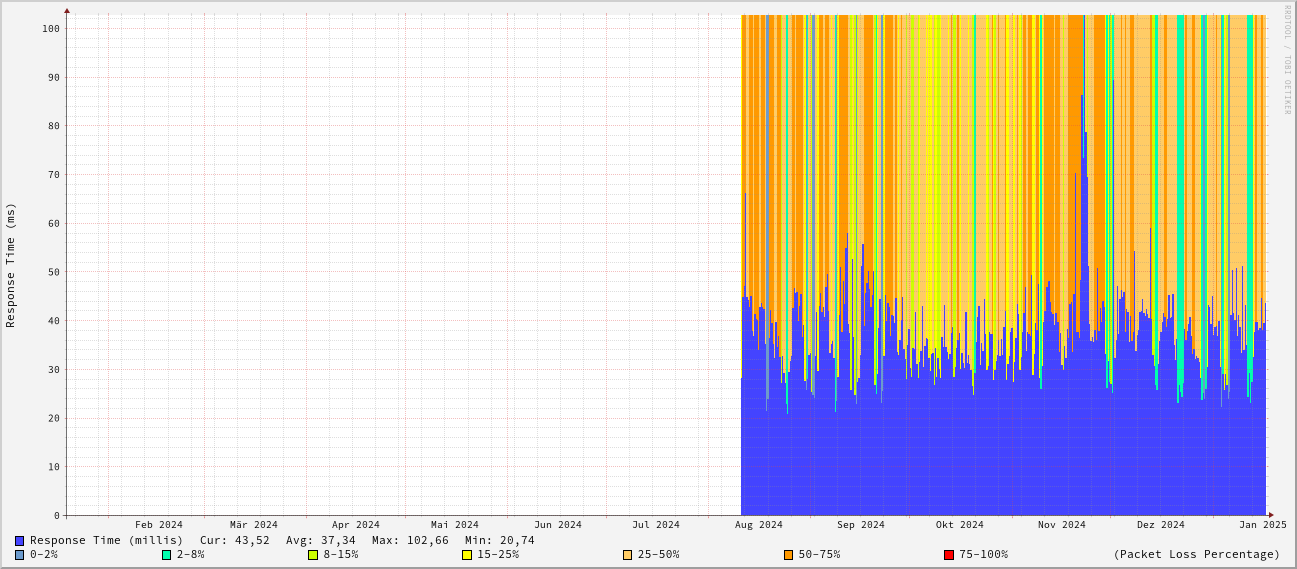 RRDTOOL / TOBI OETIKER
Response Time (ms)
100
90
80
70
60
50
40
30
20
10
0
Feb 2024 Mär 2024 Apr 2024 Mai 2024 Jun 2024 Jul 2024 Aug 2024 Sep 2024 Okt 2024 Nov 2024 Dez 2024 Jan 2025
Response Time (millis) Cur: 43,52 Avg: 37,34 Max: 102,66 Min: 20,74
0-2% 2-8% 8-15% 15-25% 25-50% 50-75% 75-100% (Packet Loss Percentage)